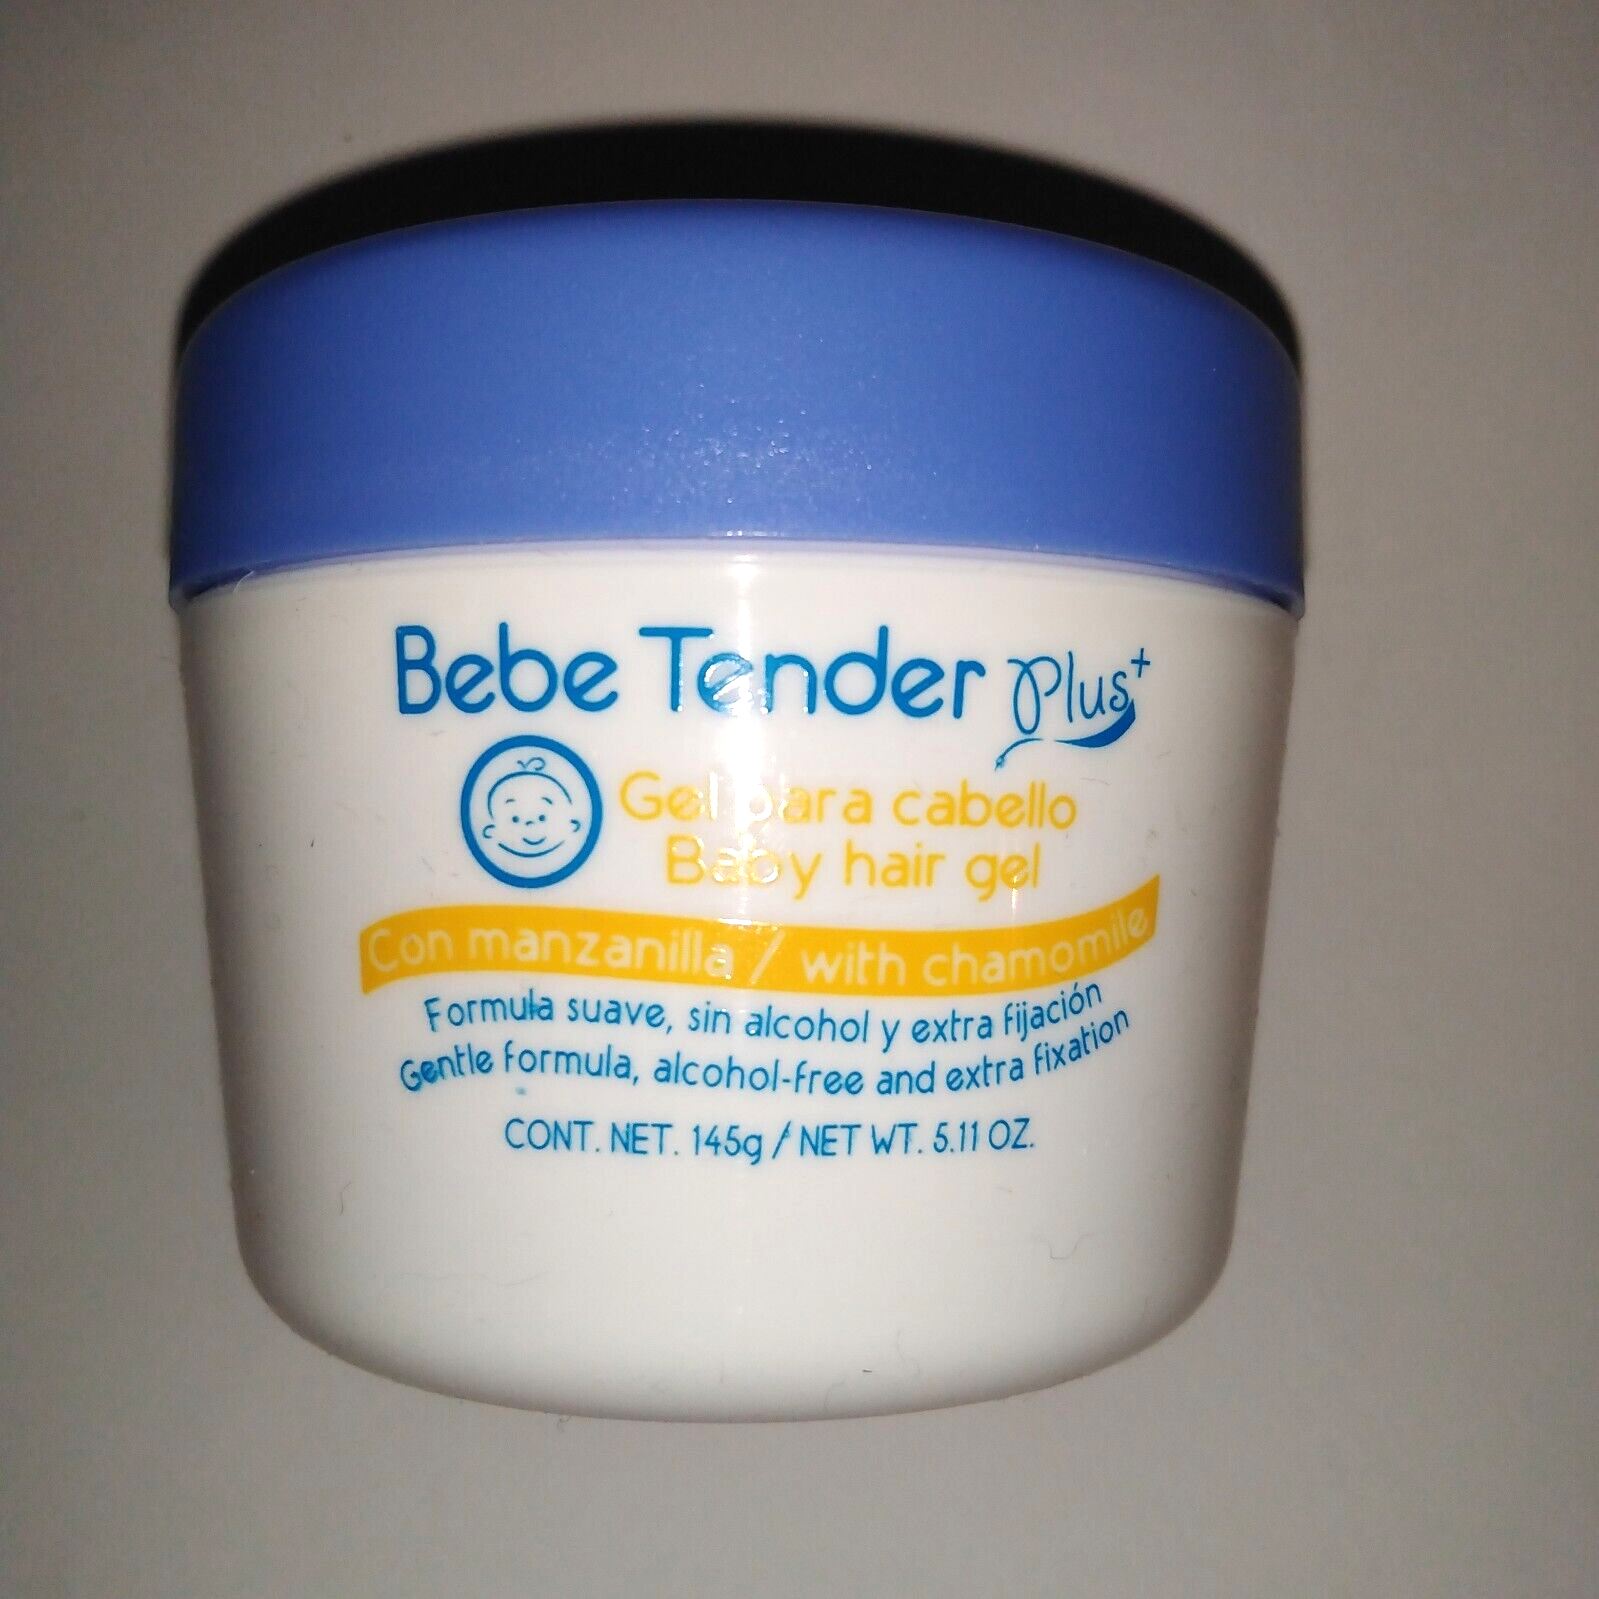 Bebe Tender Plus+
Gel para cabello
Baby hair gel
Con manzanilla / with chamomile
Formula suave, sin alcohol y extra fijación
Gentle formula, alcohol-free and extra fixation
CONT. NET. 145g / NET WT. 5.11 OZ.